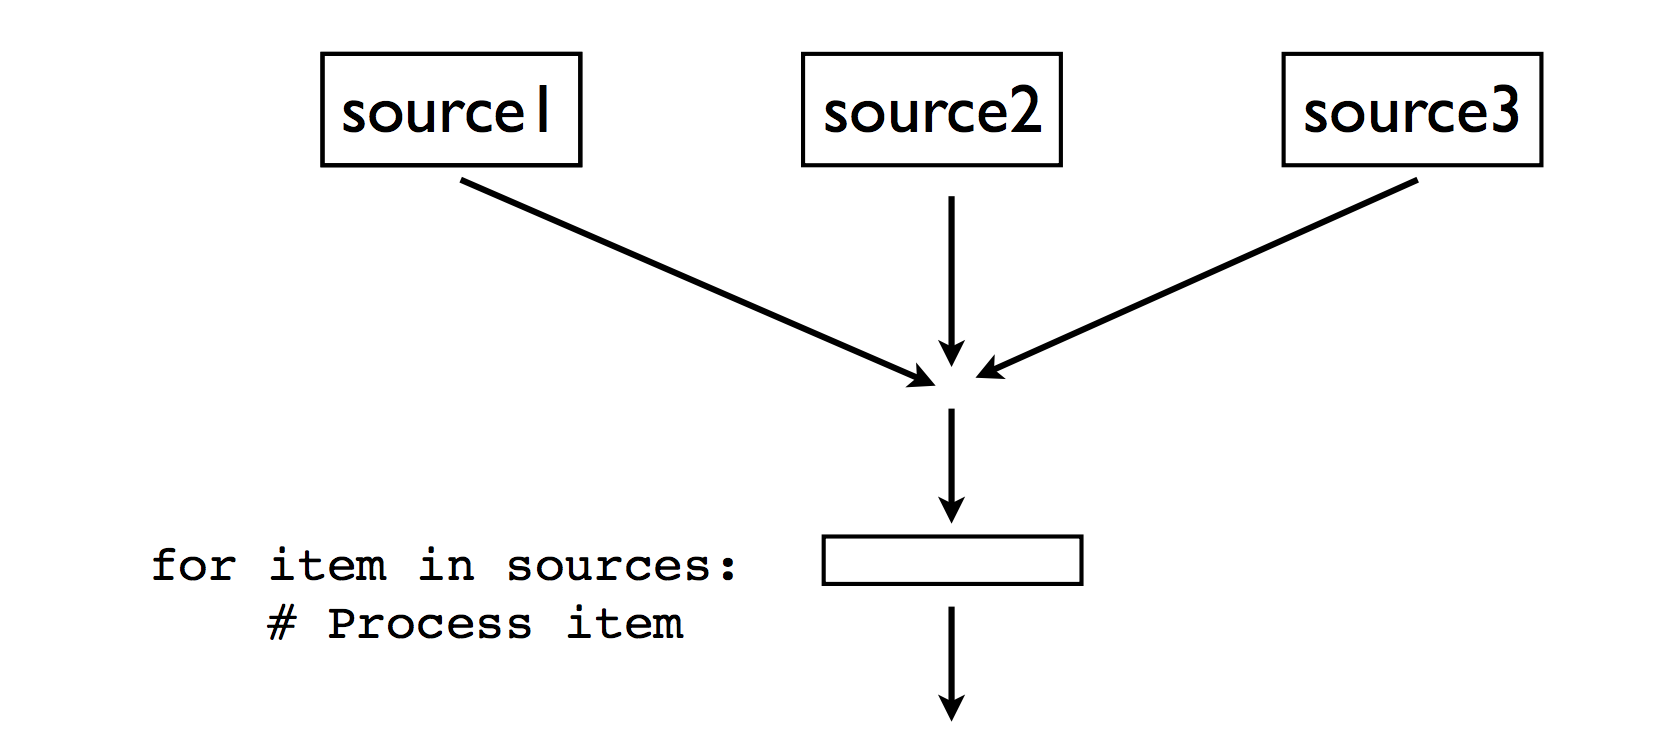 source1
source2
source3
for item in sources:
    # Process item